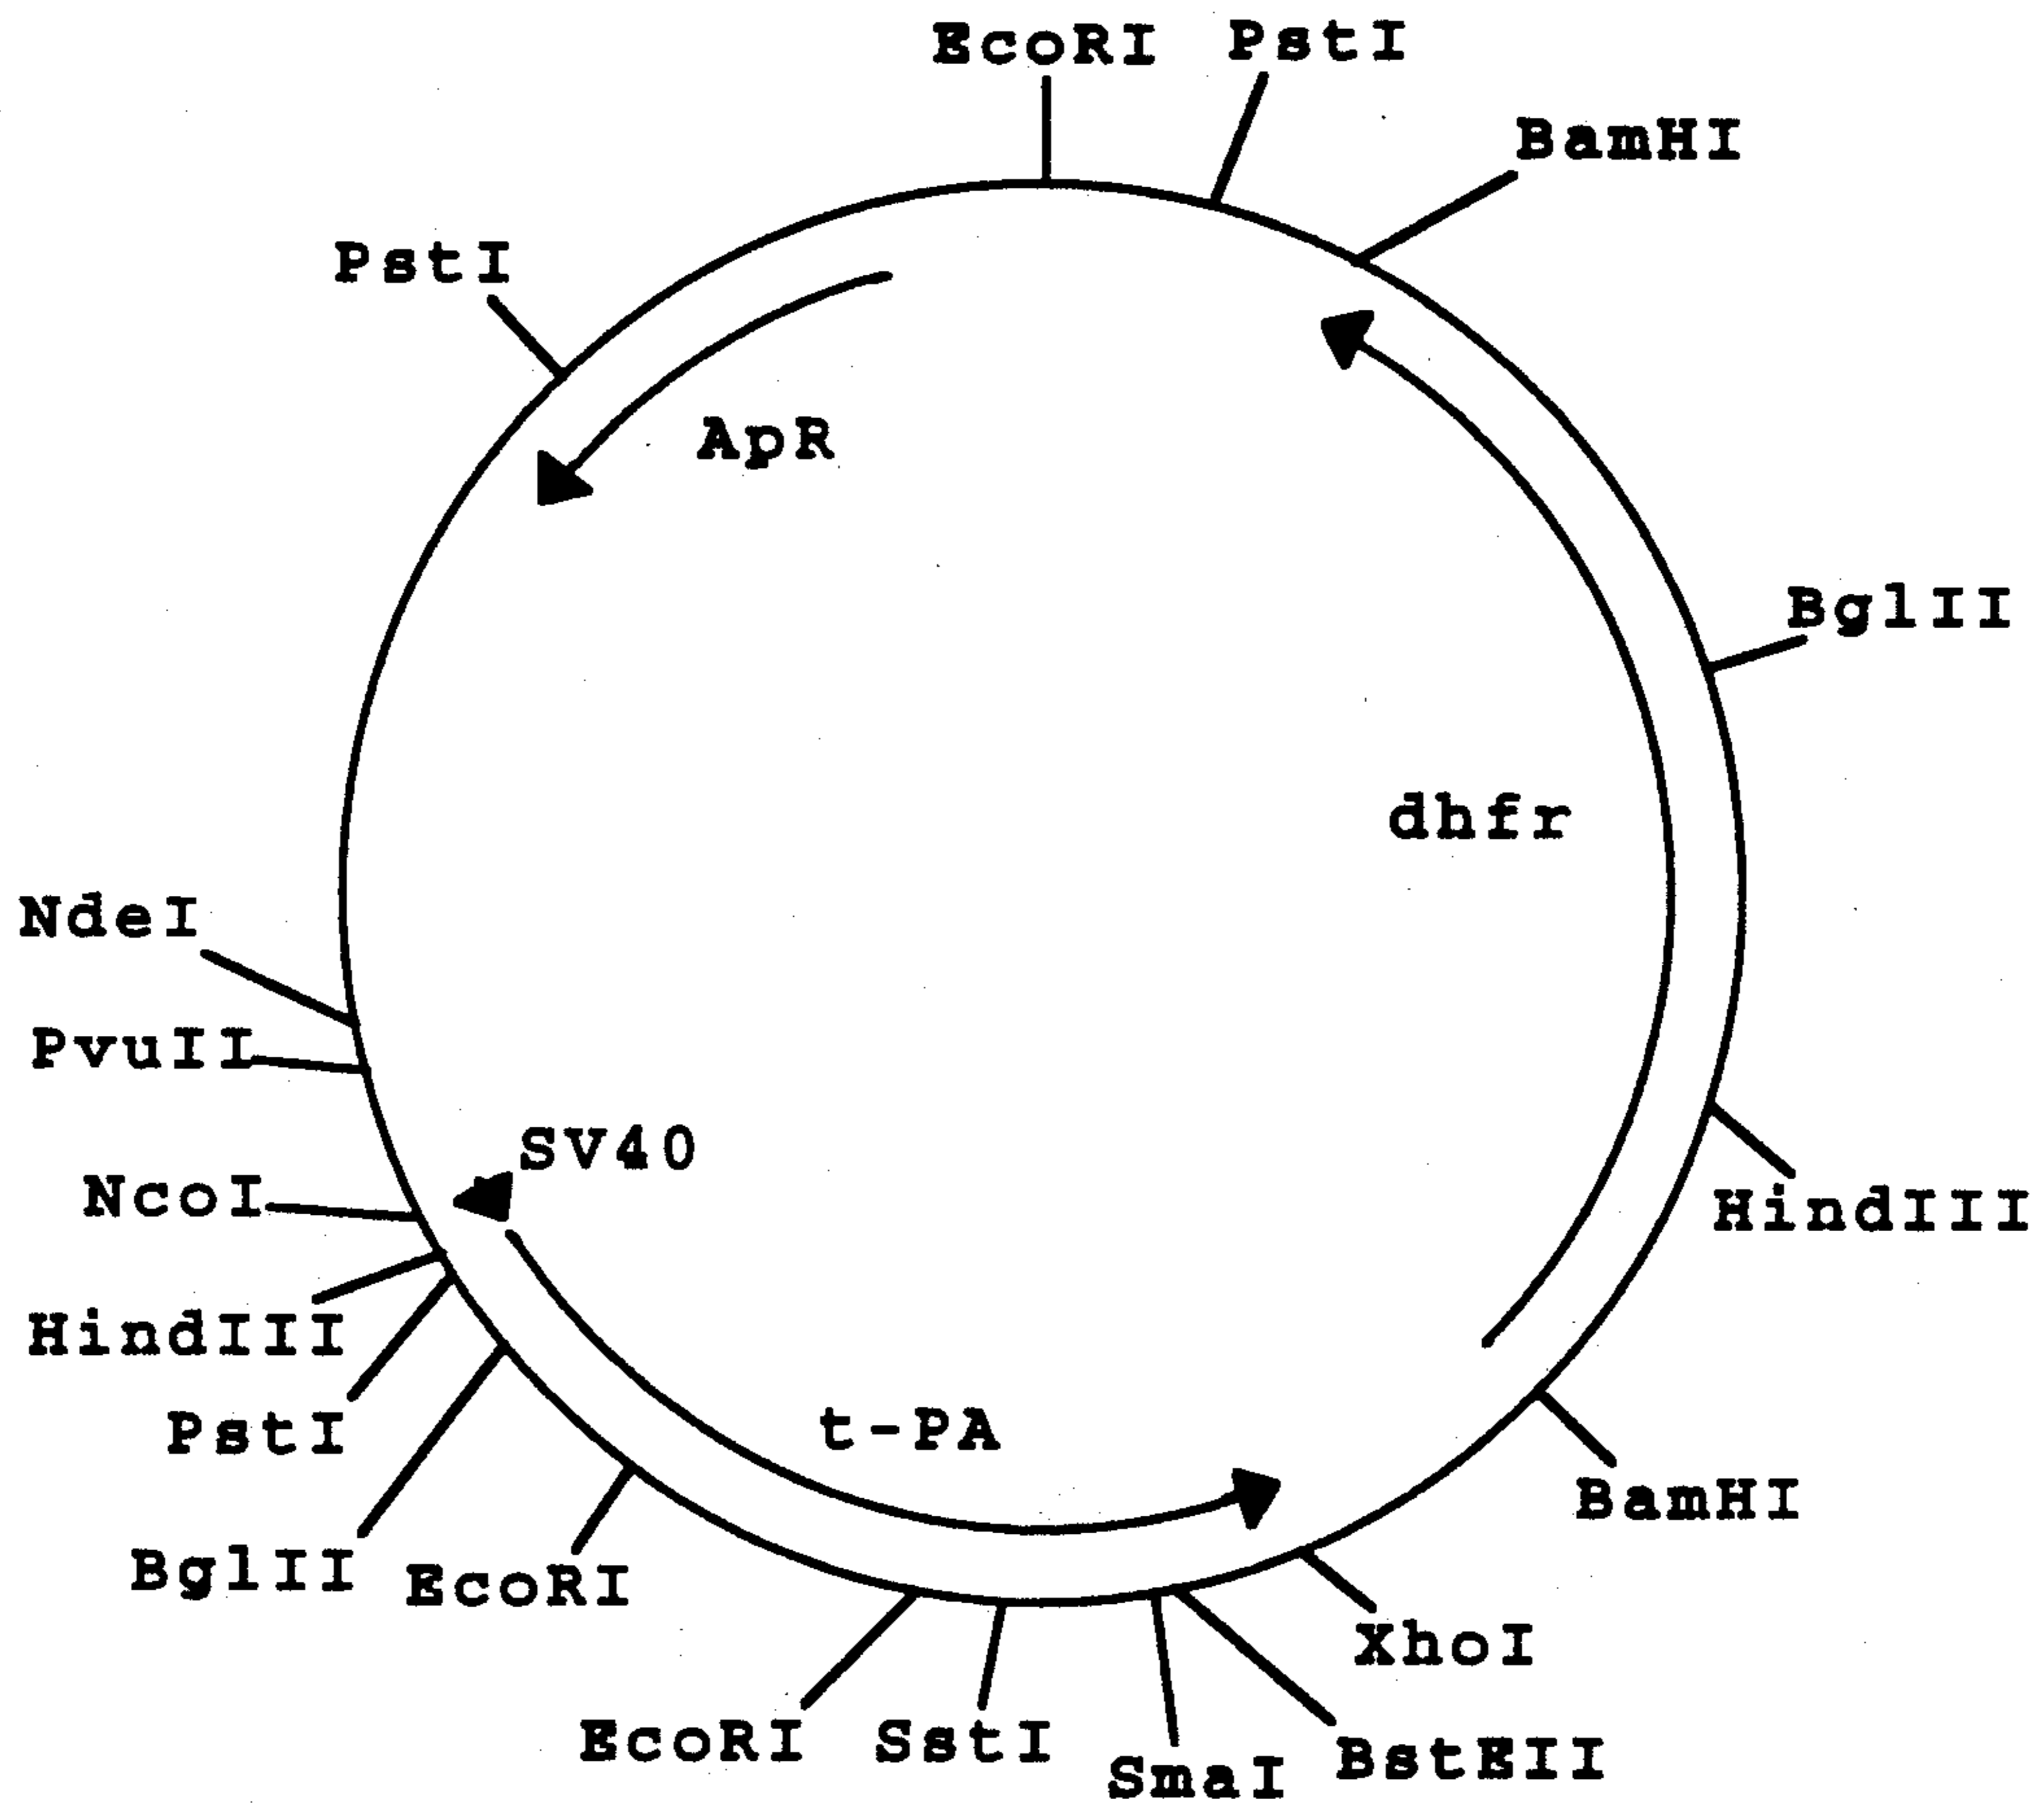 EcoRI
PstI
BamHI
PstI
ApR
BglII
dhfr
NdeI
PvuII
SV40
NcoI
HindIII
HindIII
PstI
t-PA
BamHI
BglII
EcoRI
XhoI
EcoRI
SstI
SmaI
BstEII